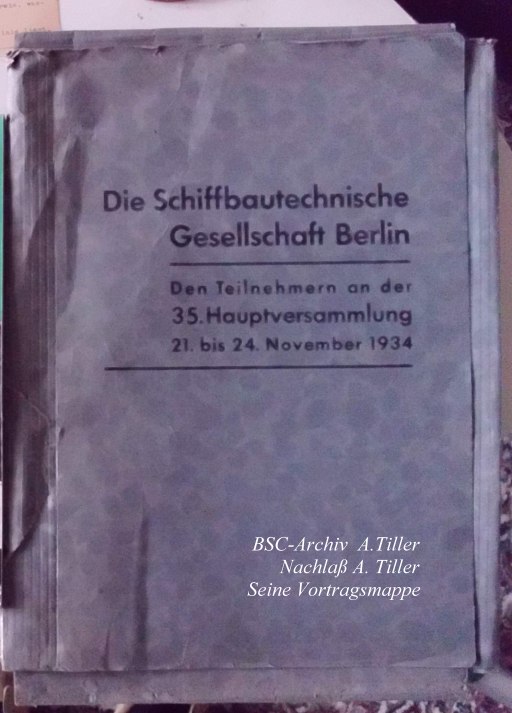 Die Schiffbautechnische
Gesellschaft Berlin
Den Teilnehmern an der
35. Hauptversammlung
21. bis 24. November 1934
BSC-Archiv A.Tiller
Nachlaß A. Tiller
Seine Vortragsmappe